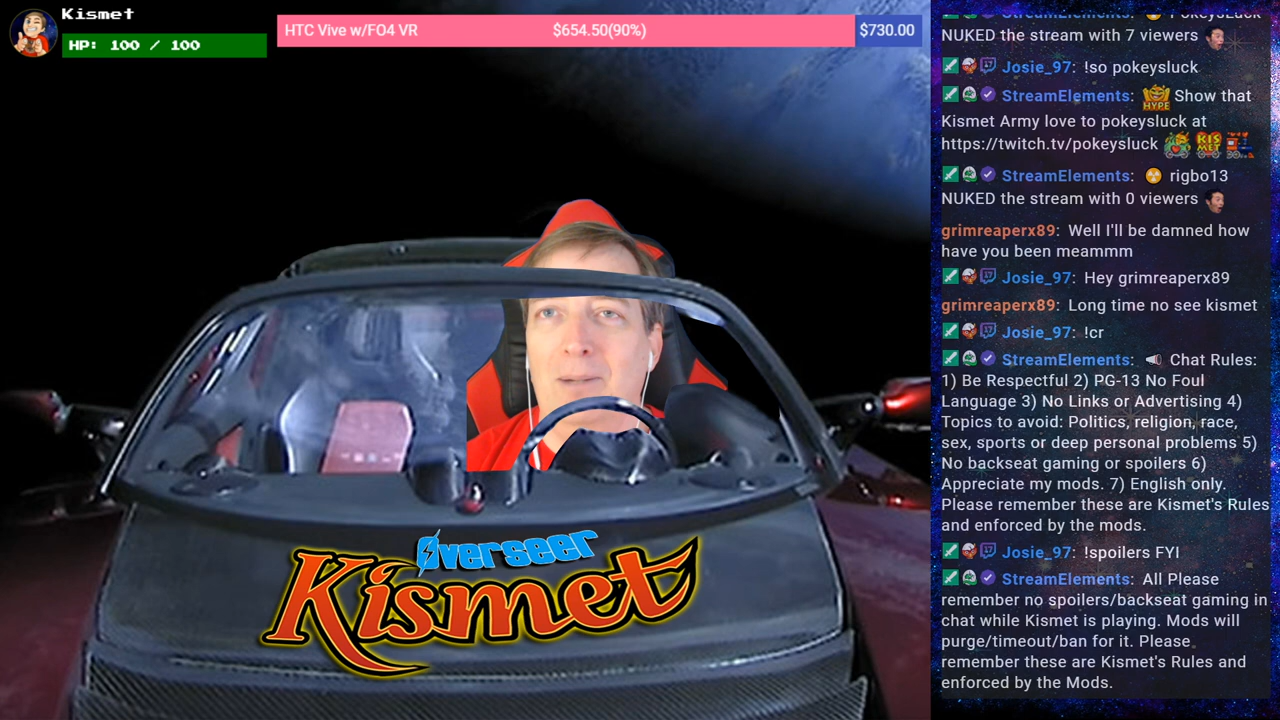 Kismet
HP: 100 / 100
HTC Vive w/FO4 VR $654.50(90%) $730.00
NUKED the stream with 7 viewers
Josie_97: !so pokeysluck
StreamElements: HYPE Show that
Kismet Army love to pokeysluck at
https://twitch.tv/pokeysluck KIS MET
StreamElements: rigbo13
NUKED the stream with 0 viewers
grimreaperx89: Well I'll be damned how
have you been meammm
Josie_97: Hey grimreaperx89
grimreaperx89: Long time no see kismet
Josie_97: !cr
StreamElements: Chat Rules:
1) Be Respectful 2) PG-13 No Foul
Language 3) No Links or Advertising 4)
Topics to avoid: Politics, religion, race,
sex, sports or deep personal problems 5)
No backseat gaming or spoilers 6)
Appreciate my mods. 7) English only.
Please remember these are Kismet's Rules
and enforced by the mods.
Josie_97: !spoilers FYI
StreamElements: All Please
remember no spoilers/backseat gaming in
chat while Kismet is playing. Mods will
purge/timeout/ban for it. Please
remember these are Kismet's Rules and
enforced by the Mods.
Øverseer
Kismet